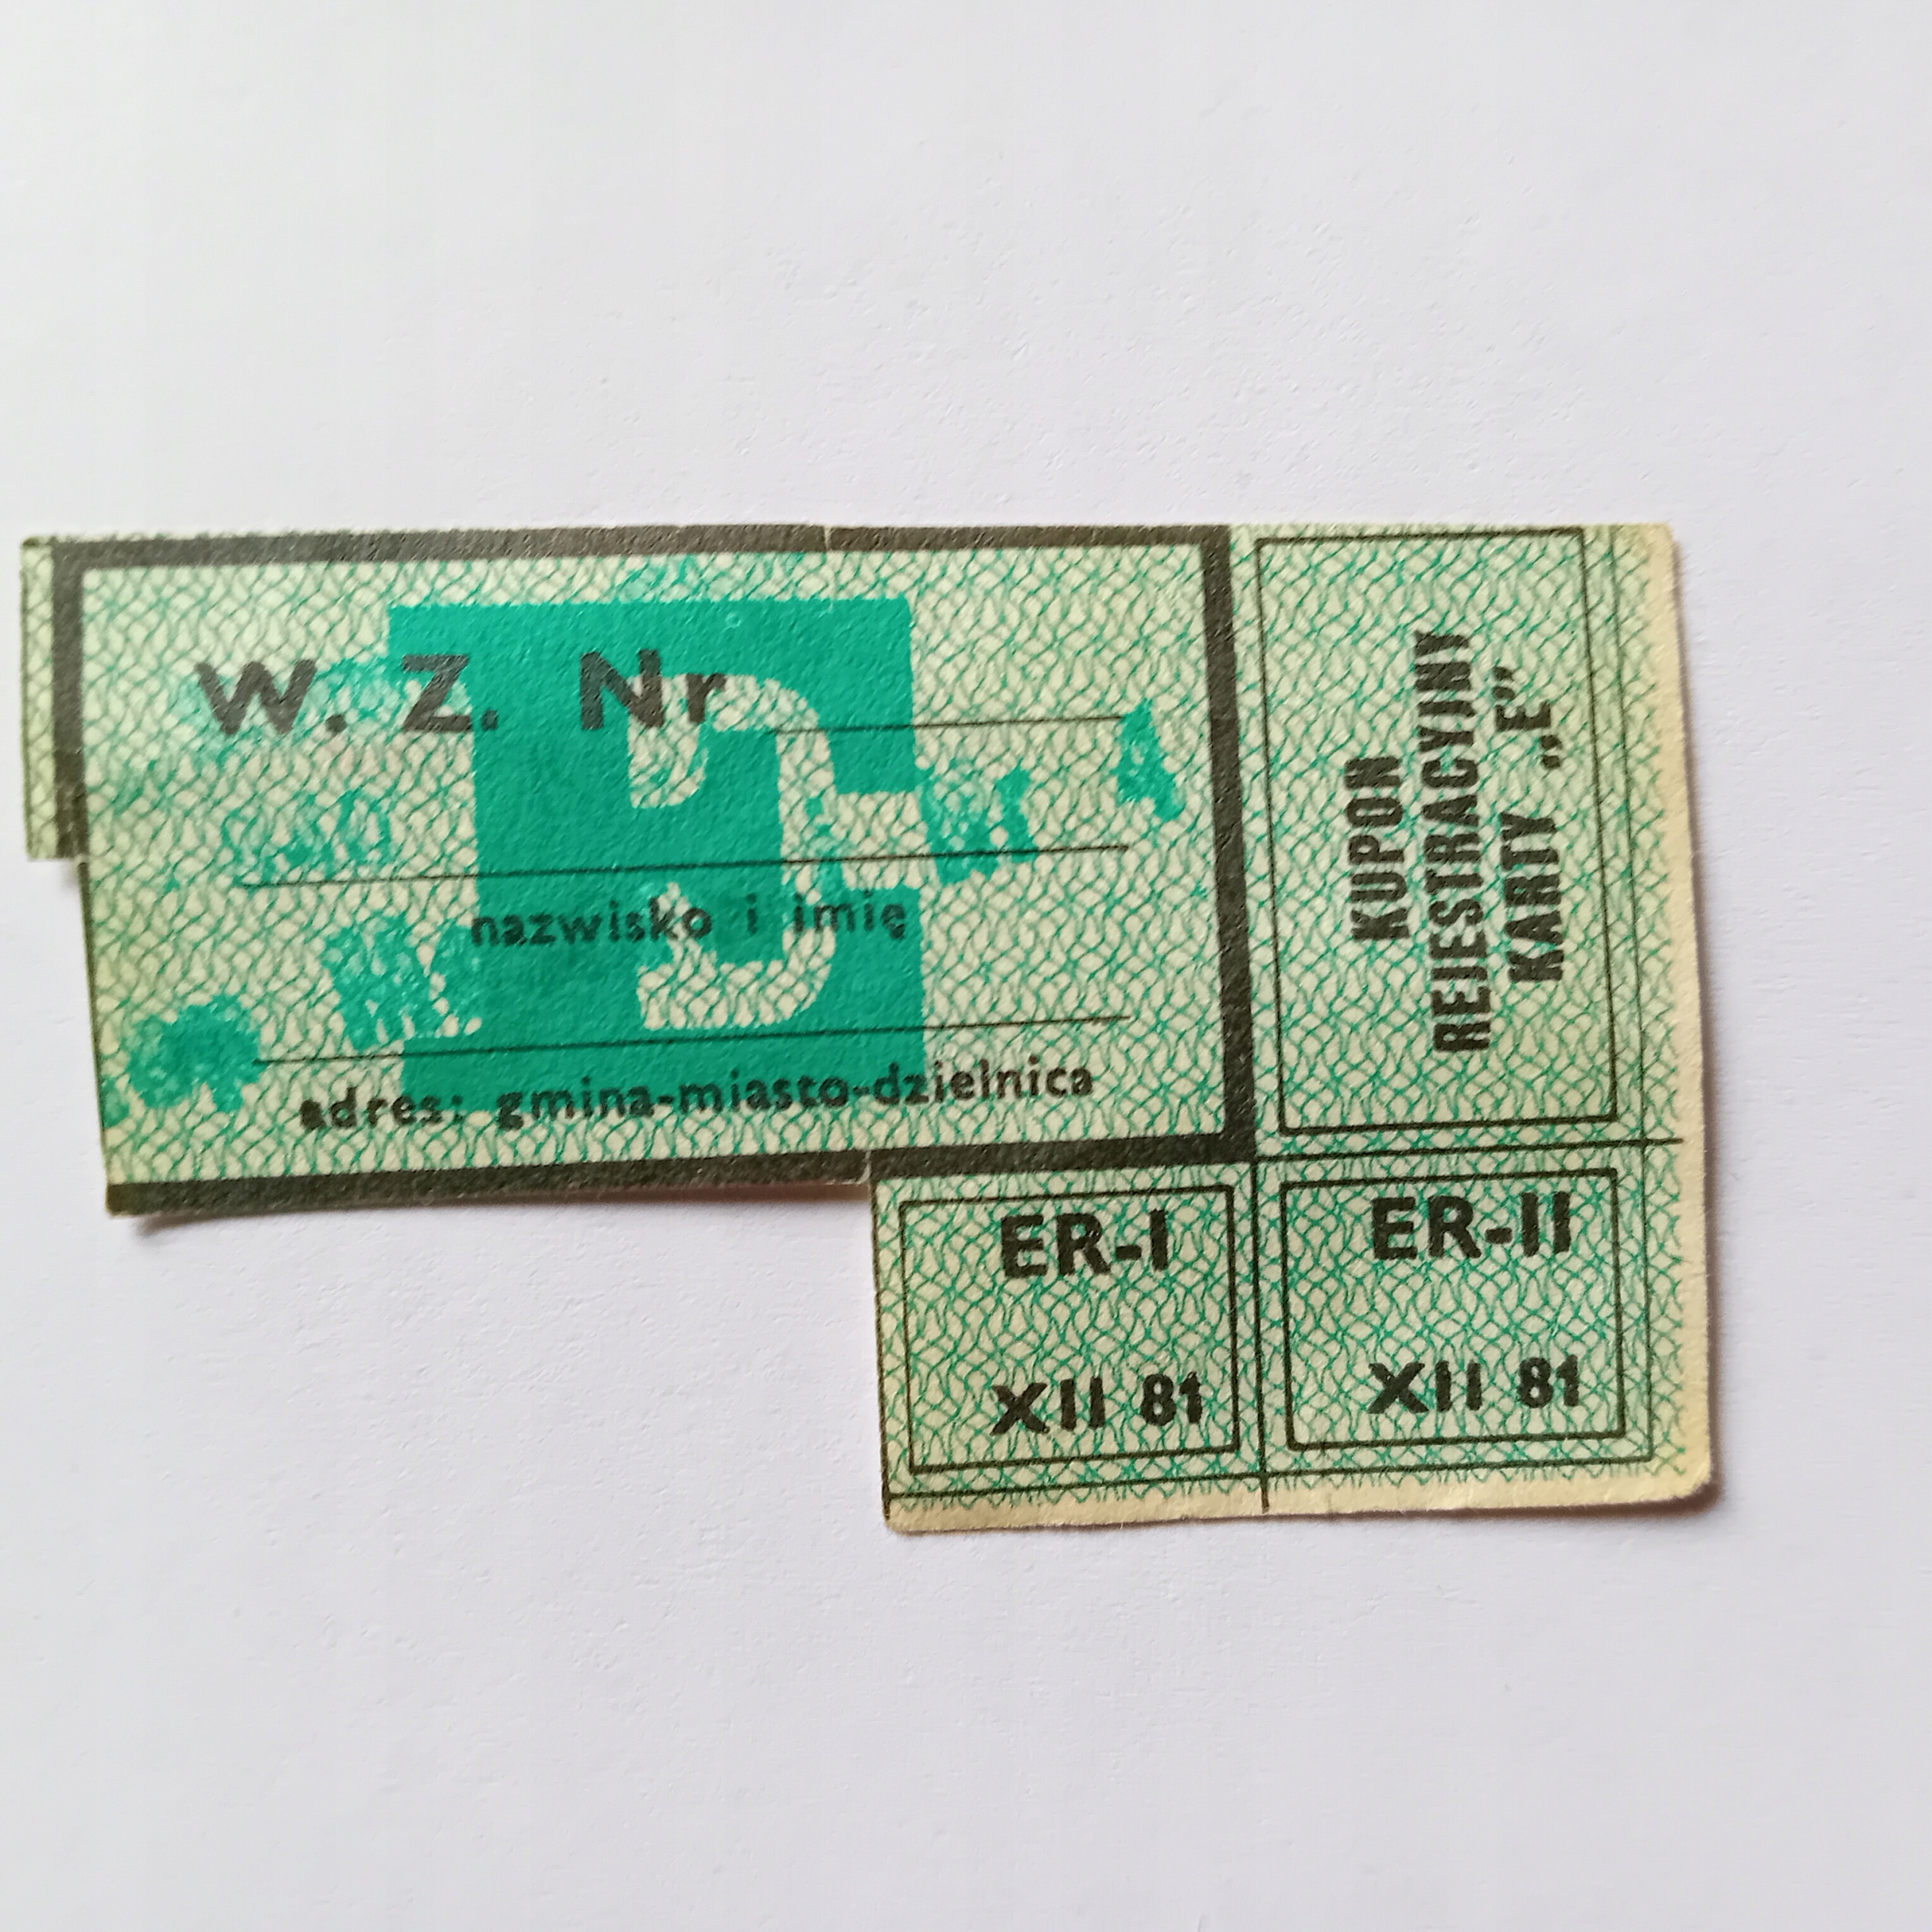 W. Z. Nr
nazwisko i imię
adres: gmina-miasto-dzielnica
KUPON
REJESTRACYJNY
KARTY „E”
ER-I
XII 81
ER-II
XII 81